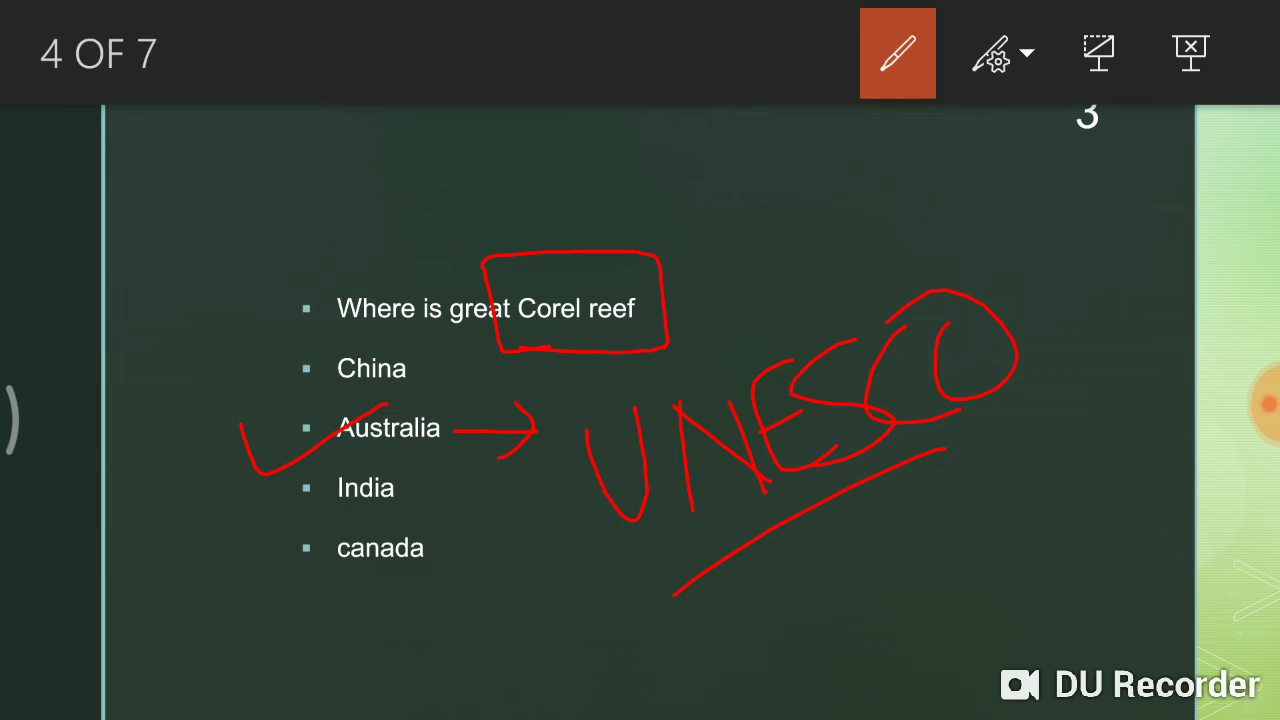 4 OF 7
3
Where is great Corel reef
China
Australia
India
canada
UNESCO
DU Recorder